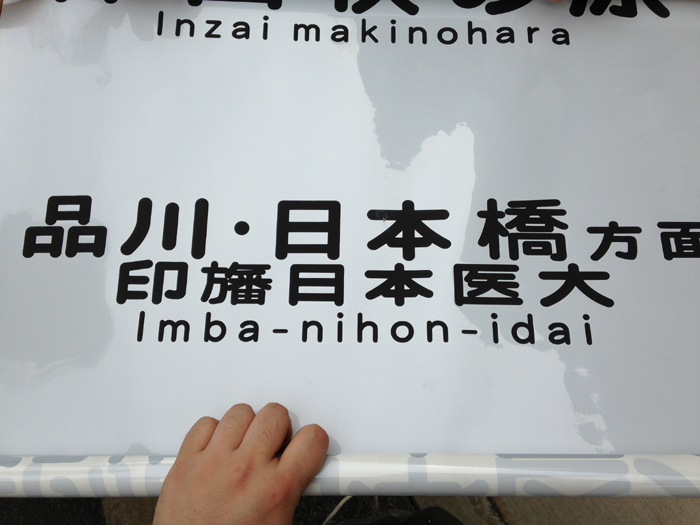 Inzai makinohara
品川・日本橋方面
印旛日本医大
Imba-nihon-idai